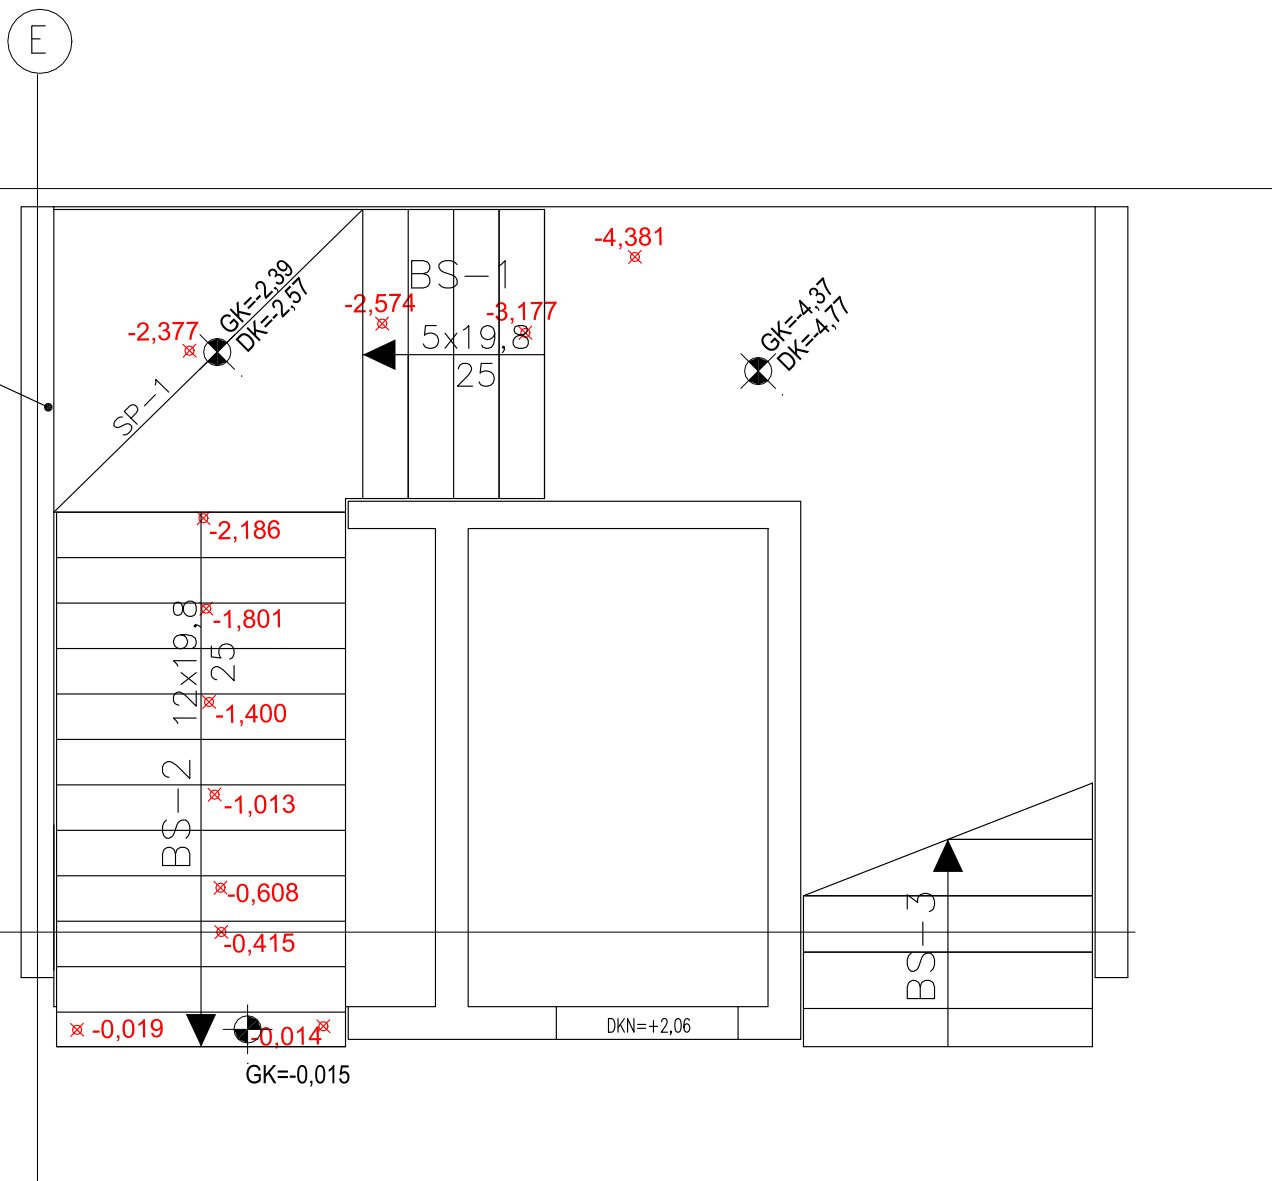 E
-4,381
BS-1
GK=-2,39
DK=-2,57
GK=-4,37
DK=-4,77
-2,574
-3,177
-2,377
5x19,8
25
SP-1
-2,186
-1,801
12x19,8
25
-1,400
BS-2
-1,013
-0,608
-0,415
BS-3
-0,019
-0,014
DKN=+2,06
GK=-0,015